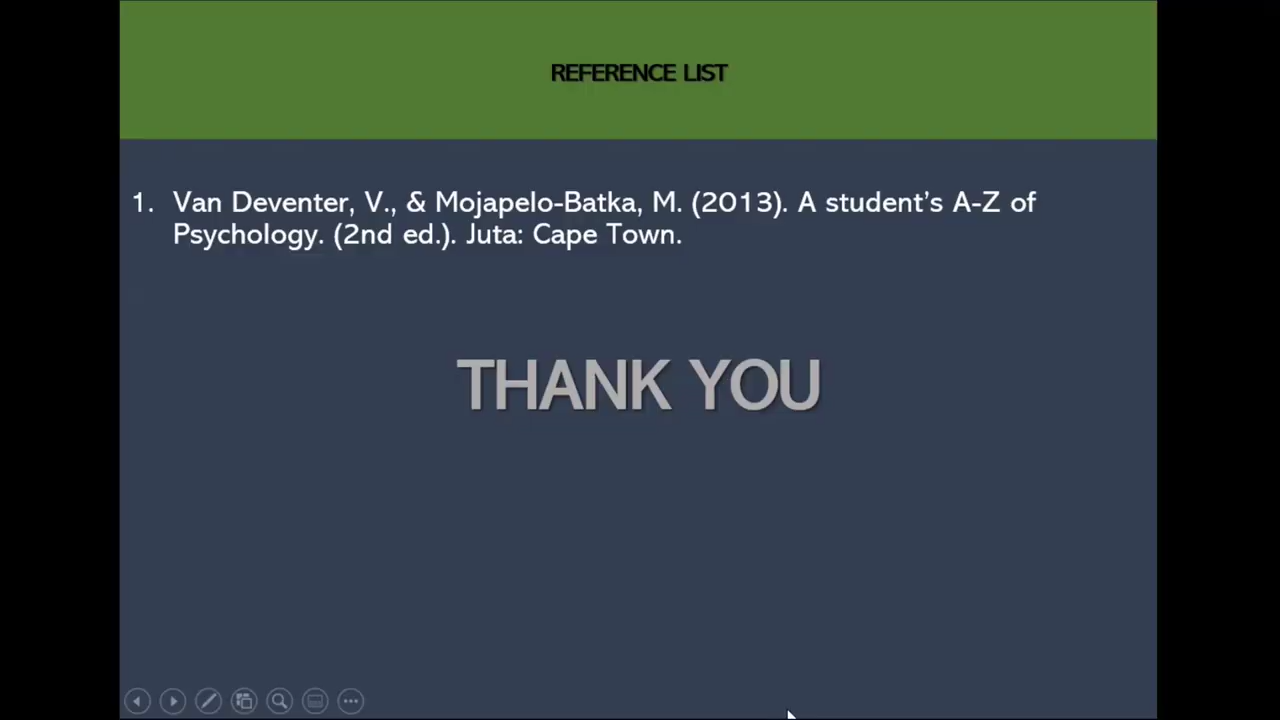 REFERENCE LIST
1. Van Deventer, V., & Mojapelo-Batka, M. (2013). A student’s A-Z of
Psychology. (2nd ed.). Juta: Cape Town.
THANK YOU